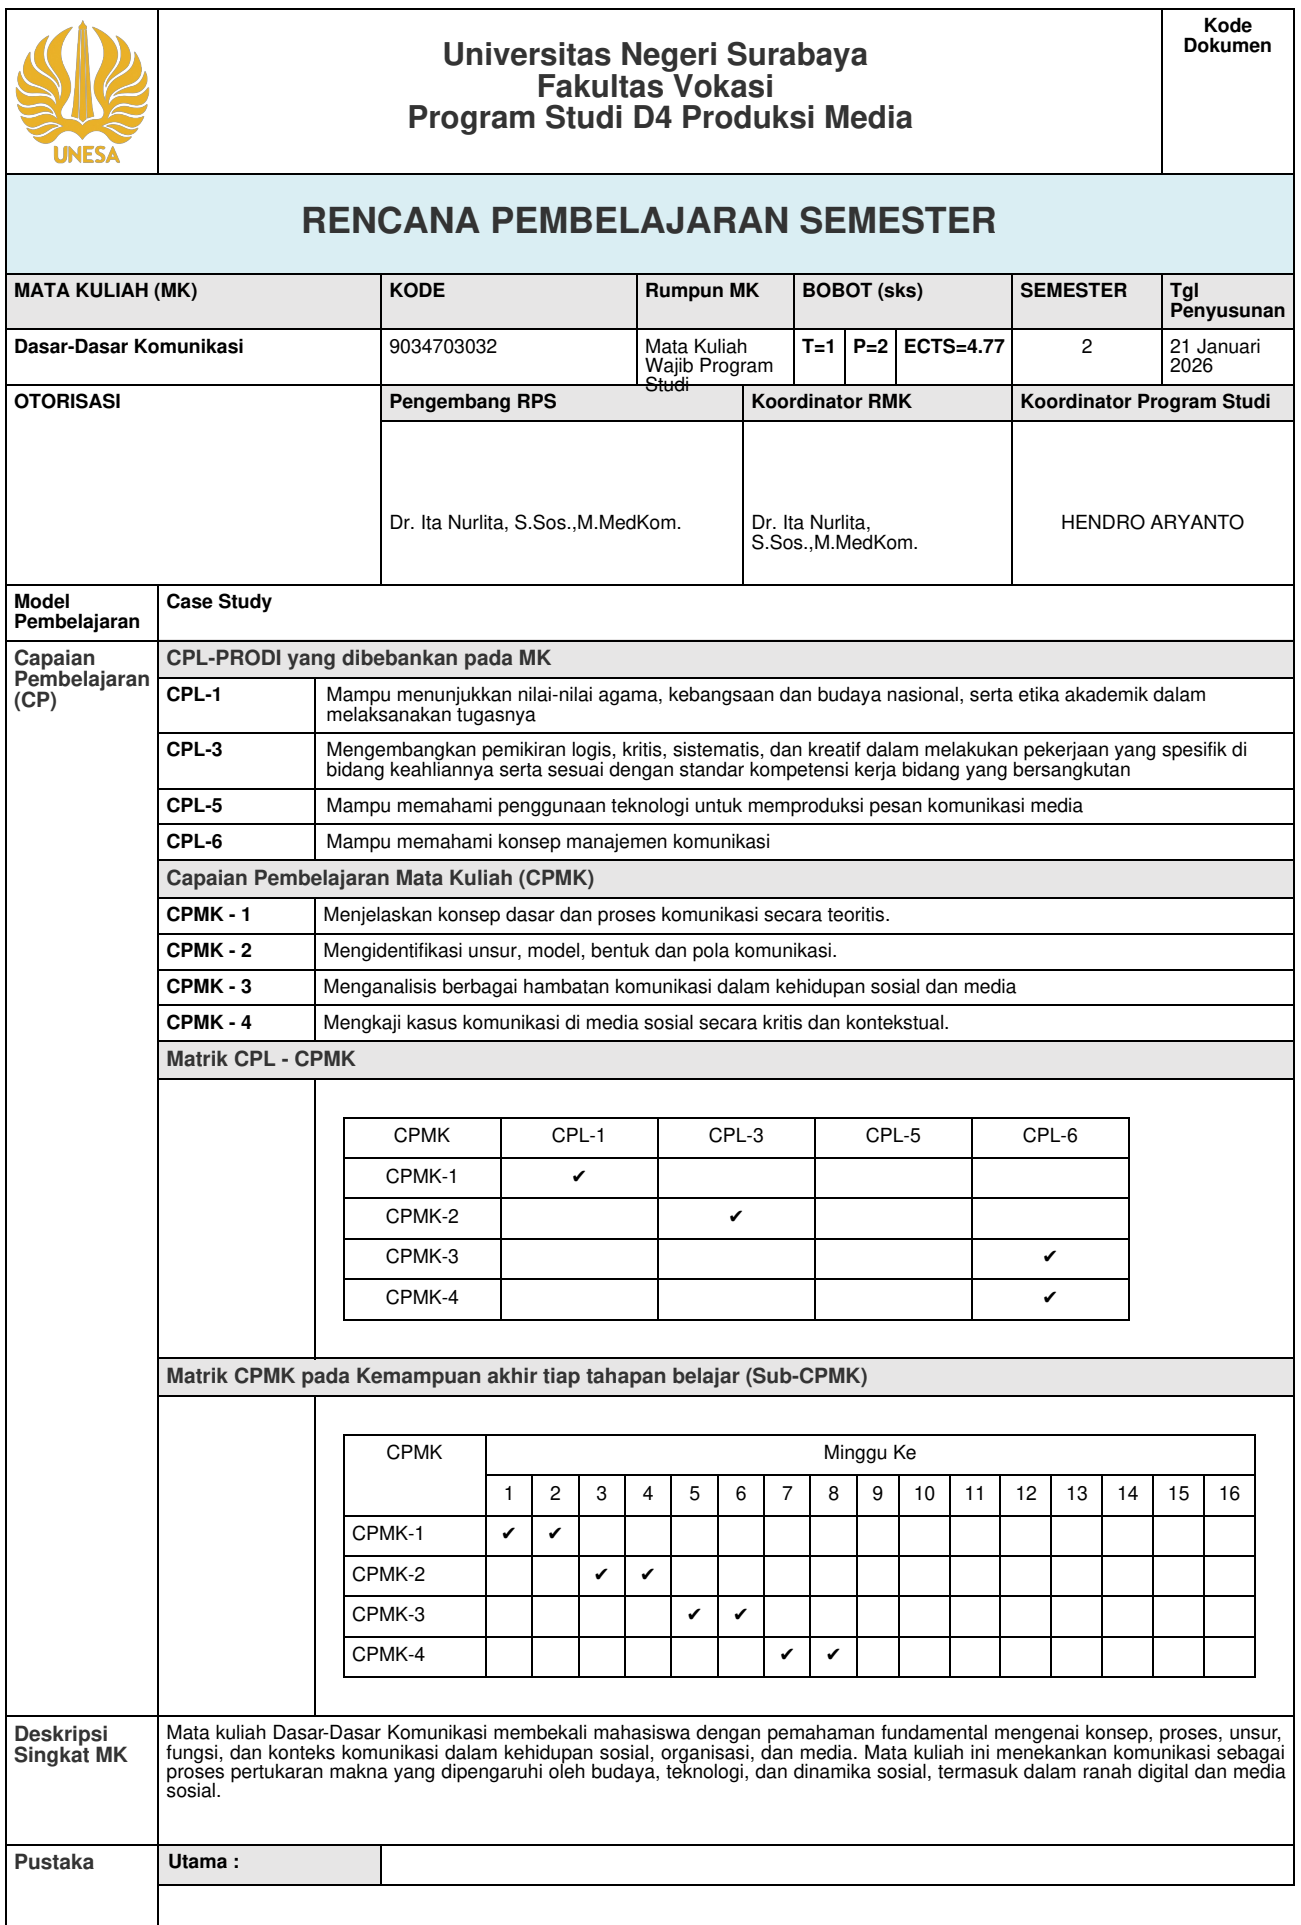 UNESA
Universitas Negeri Surabaya
Fakultas Vokasi
Program Studi D4 Produksi Media
Kode
Dokumen
RENCANA PEMBELAJARAN SEMESTER
MATA KULIAH (MK) KODE Rumpun MK BOBOT (sks) SEMESTER Tgl
Penyusunan
Dasar-Dasar Komunikasi 9034703032 Mata Kuliah
Wajib Program
Studi
T=1 P=2 ECTS=4.77 2 21 Januari
2026
OTORISASI Pengembang RPS Koordinator RMK Koordinator Program Studi
Dr. Ita Nurlita, S.Sos.,M.MedKom.
Dr. Ita Nurlita,
S.Sos.,M.MedKom.
HENDRO ARYANTO
Model
Pembelajaran
Case Study
Capaian
Pembelajaran
(CP)
CPL-PRODI yang dibebankan pada MK
CPL-1 Mampu menunjukkan nilai-nilai agama, kebangsaan dan budaya nasional, serta etika akademik dalam
melaksanakan tugasnya
CPL-3 Mengembangkan pemikiran logis, kritis, sistematis, dan kreatif dalam melakukan pekerjaan yang spesifik di
bidang keahliannya serta sesuai dengan standar kompetensi kerja bidang yang bersangkutan
CPL-5 Mampu memahami penggunaan teknologi untuk memproduksi pesan komunikasi media
CPL-6 Mampu memahami konsep manajemen komunikasi
Capaian Pembelajaran Mata Kuliah (CPMK)
CPMK - 1 Menjelaskan konsep dasar dan proses komunikasi secara teoritis.
CPMK - 2 Mengidentifikasi unsur, model, bentuk dan pola komunikasi.
CPMK - 3 Menganalisis berbagai hambatan komunikasi dalam kehidupan sosial dan media
CPMK - 4 Mengkaji kasus komunikasi di media sosial secara kritis dan kontekstual.
Matrik CPL - CPMK
CPMK CPL-1 CPL-3 CPL-5 CPL-6
CPMK-1 ✔
CPMK-2 ✔
CPMK-3 ✔
CPMK-4 ✔
Matrik CPMK pada Kemampuan akhir tiap tahapan belajar (Sub-CPMK)
CPMK Minggu Ke
1 2 3 4 5 6 7 8 9 10 11 12 13 14 15 16
CPMK-1 ✔ ✔
CPMK-2 ✔ ✔
CPMK-3 ✔ ✔
CPMK-4 ✔ ✔
Deskripsi
Singkat MK
Mata kuliah Dasar-Dasar Komunikasi membekali mahasiswa dengan pemahaman fundamental mengenai konsep, proses, unsur,
fungsi, dan konteks komunikasi dalam kehidupan sosial, organisasi, dan media. Mata kuliah ini menekankan komunikasi sebagai
proses pertukaran makna yang dipengaruhi oleh budaya, teknologi, dan dinamika sosial, termasuk dalam ranah digital dan media
sosial.
Pustaka Utama :